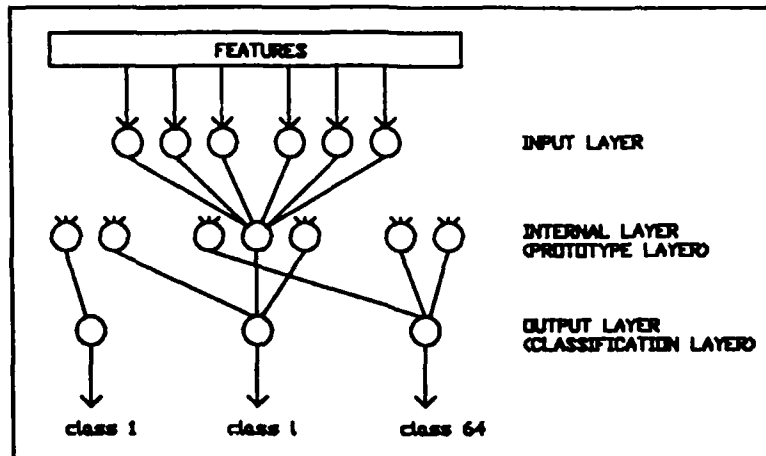 FEATURES
INPUT LAYER
INTERNAL LAYER
(PROTOTYPE LAYER)
OUTPUT LAYER
(CLASSIFICATION LAYER)
class 1
class i
class 64